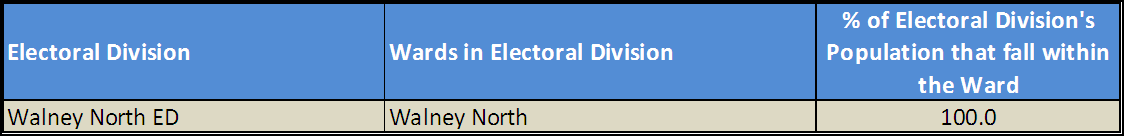 Electoral Division
Wards in Electoral Division
% of Electoral Division's
Population that fall within
the Ward
Walney North ED
Walney North
100.0